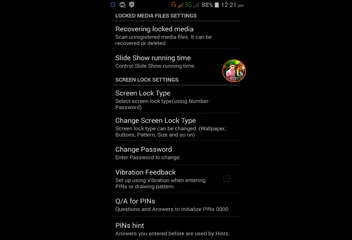 G 3G 88% 12:21 pm
LOCKED MEDIA FILES SETTINGS
Recovering locked media
Scan unregistered media files. It can be
recovered or deleted.
Slide Show running time
Control Slide Show running time.
SCREEN LOCK SETTINGS
Screen Lock Type
Select screen lock type(using Number-
Password)
Change Screen Lock Type
Screen lock type can be changed. (Wallpaper,
Buttons, Pattern, Size and so on)
Change Password
Enter Password to change.
Vibration Feedback
Set up using Vibration when entering
PINs or drawing pattern.
Q/A for PINs
Questions and Answers to initialize PINs 0000
PINs hint
Answers you entered before are used by Hints.